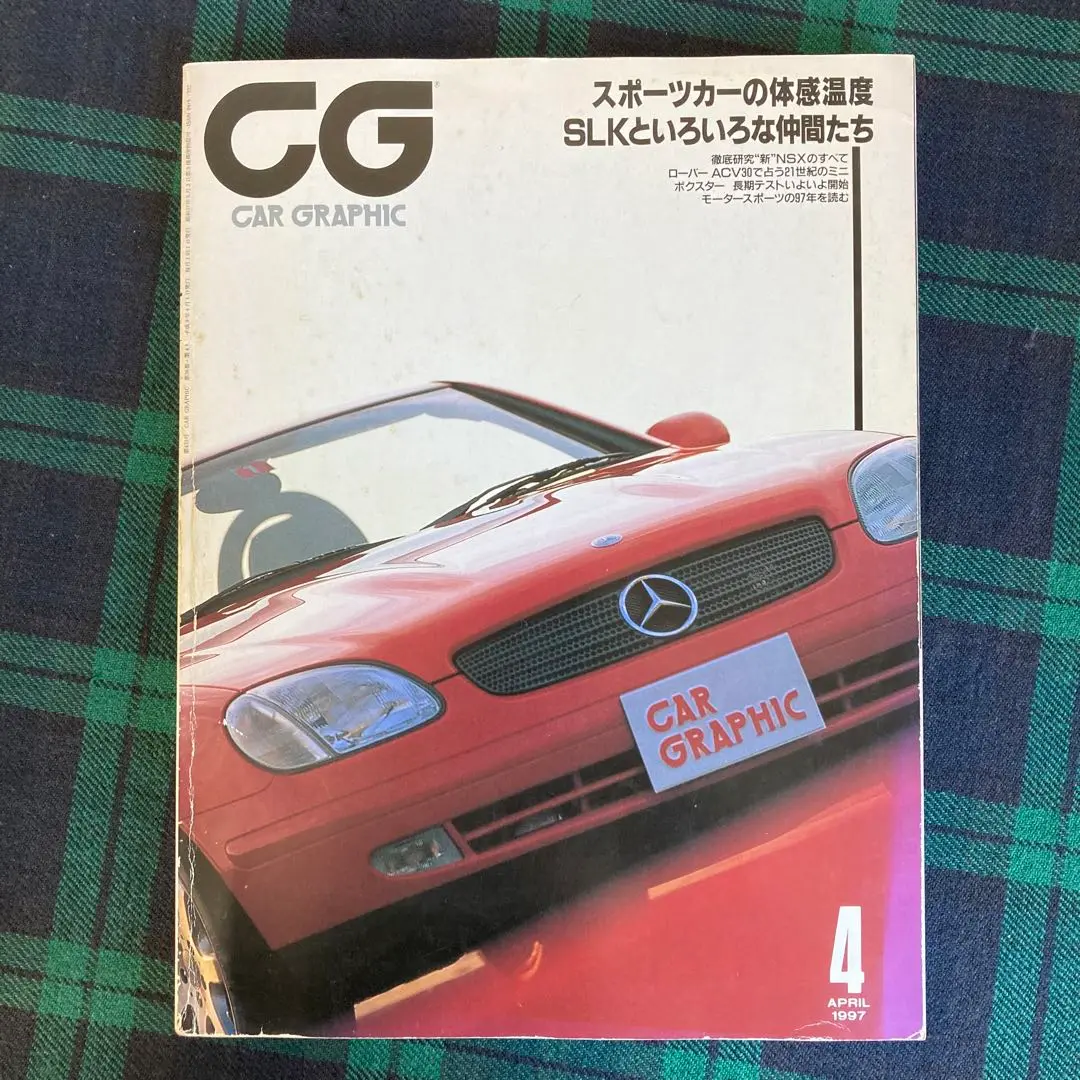 CG
CAR GRAPHIC
スポーツカーの体感温度
SLKといろいろな仲間たち
徹底研究“新”NSXのすべて
ローバー ACV30で占う21世紀のミニ
ボクスター 長期テストいよいよ開始
モータースポーツの97年を読む
CAR
GRAPHIC
4
APRIL
1997